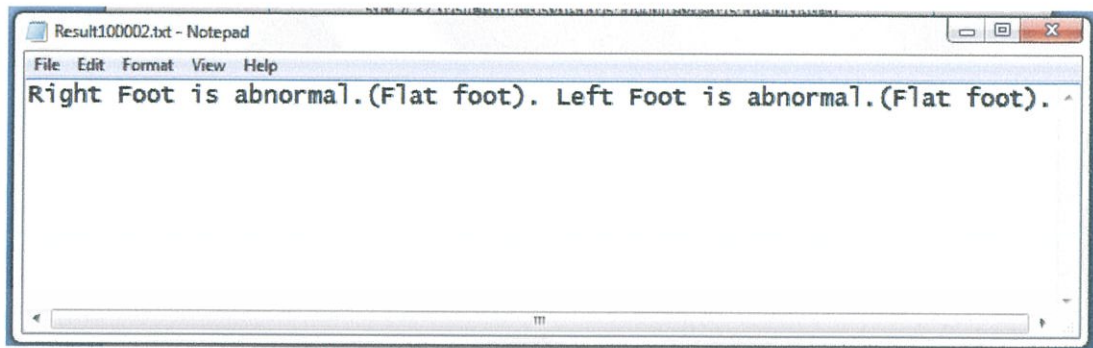 Result100002.txt - Notepad
File Edit Format View Help
Right Foot is abnormal.(Flat foot). Left Foot is abnormal.(Flat foot).